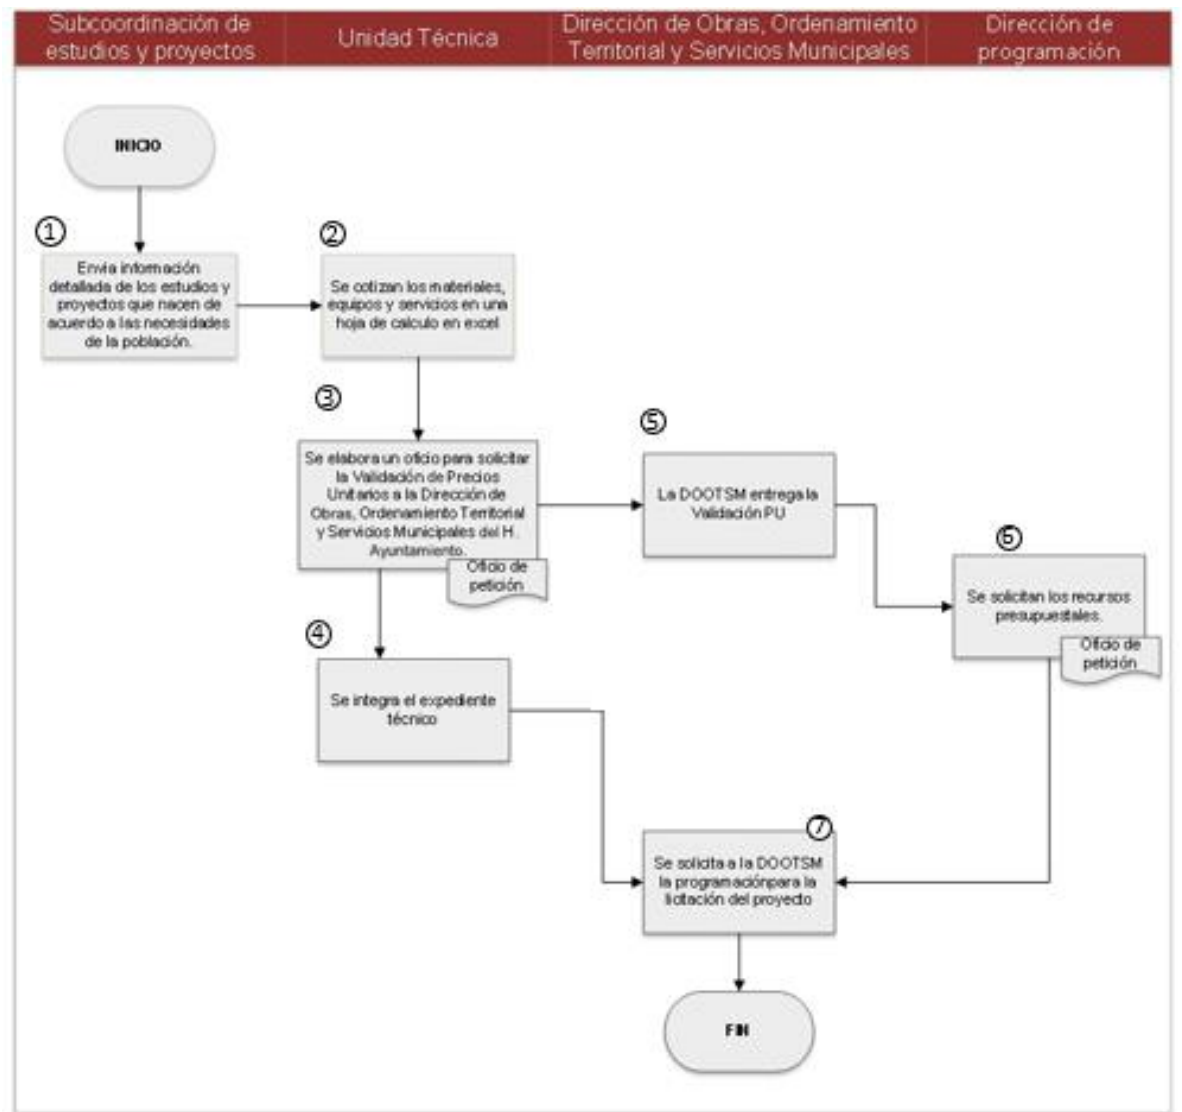 Subcoordinación de
estudios y proyectos
Unidad Técnica
Dirección de Obras, Ordenamiento
Territorial y Servicios Municipales
Dirección de
programación
INICIO
1
Envia información
detallada de los estudios y
proyectos que nacen de
acuerdo a las necesidades
de la población.
2
Se cotizan los materiales,
equipos y servicios en una
hoja de calculo en excel
3
Se elabora un oficio para solicitar
la Validación de Precios
Unitarios a la Dirección de
Obras, Ordenamiento Territorial
y Servicios Municipales del H.
Ayuntamiento.
Oficio de
petición
5
La DOOTSM entrega la
Validación PU
6
Se solicitan los recursos
presupuestales.
Oficio de
petición
4
Se integra el expediente
técnico
7
Se solicita a la DOOTSM
la programaciónpara la
licitación del proyecto
FIN